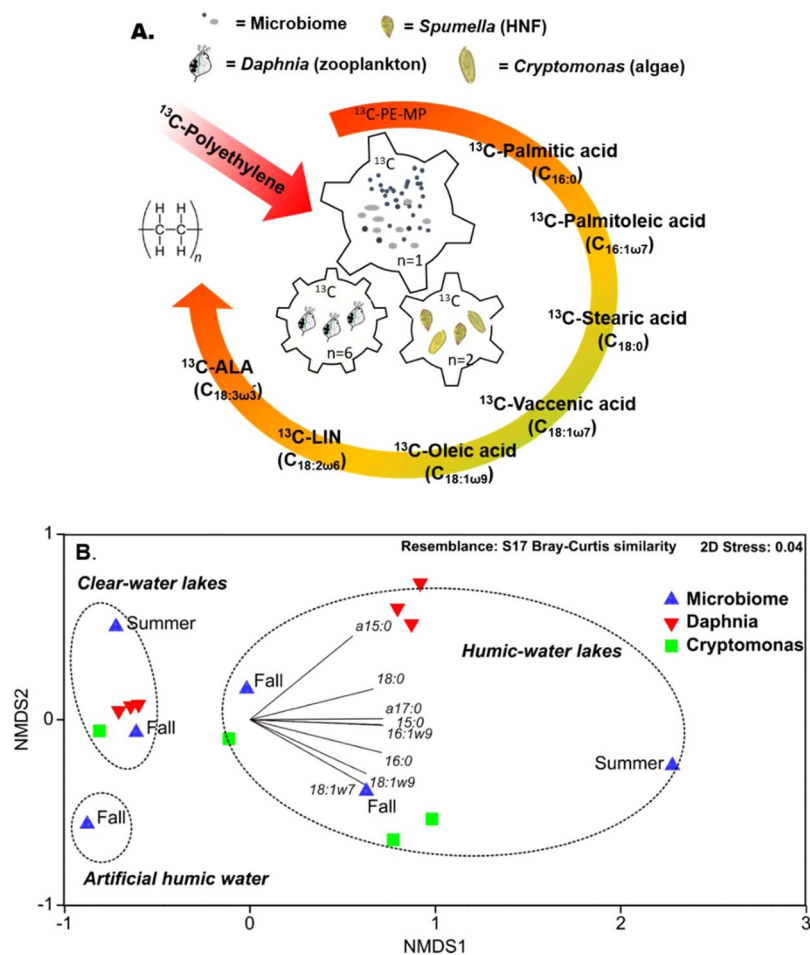 A.
= Microbiome
= Spumella (HNF)
= Daphnia (zooplankton)
= Cryptomonas (algae)
¹³C-Polyethylene
¹³C-PE-MP
H H
C C
H H
n
¹³C
n=1
¹³C
n=6
¹³C
n=2
¹³C-Palmitic acid
(C16:0)
¹³C-Palmitoleic acid
(C16:1ω7)
¹³C-Stearic acid
(C18:0)
¹³C-Vaccenic acid
(C18:1ω7)
¹³C-Oleic acid
(C18:1ω9)
¹³C-LIN
(C18:2ω6)
¹³C-ALA
(C18:3ω3)
B.
Resemblance: S17 Bray-Curtis similarity 2D Stress: 0.04
Clear-water lakes
Summer
Fall
Fall
Artificial humic water
Humic-water lakes
Fall
a15:0
18:0
a17:0
15:0
16:1w9
16:0
18:1w9
18:1w7
Fall
Summer
Microbiome
Daphnia
Cryptomonas
1
0
-1
NMDS2
-1 0 1 2 3
NMDS1